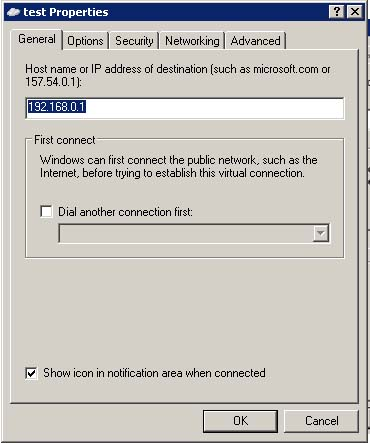 test Properties
General
Options
Security
Networking
Advanced
Host name or IP address of destination (such as microsoft.com or
157.54.0.1):
192.168.0.1
First connect
Windows can first connect the public network, such as the
Internet, before trying to establish this virtual connection.
Dial another connection first:
Show icon in notification area when connected
OK
Cancel